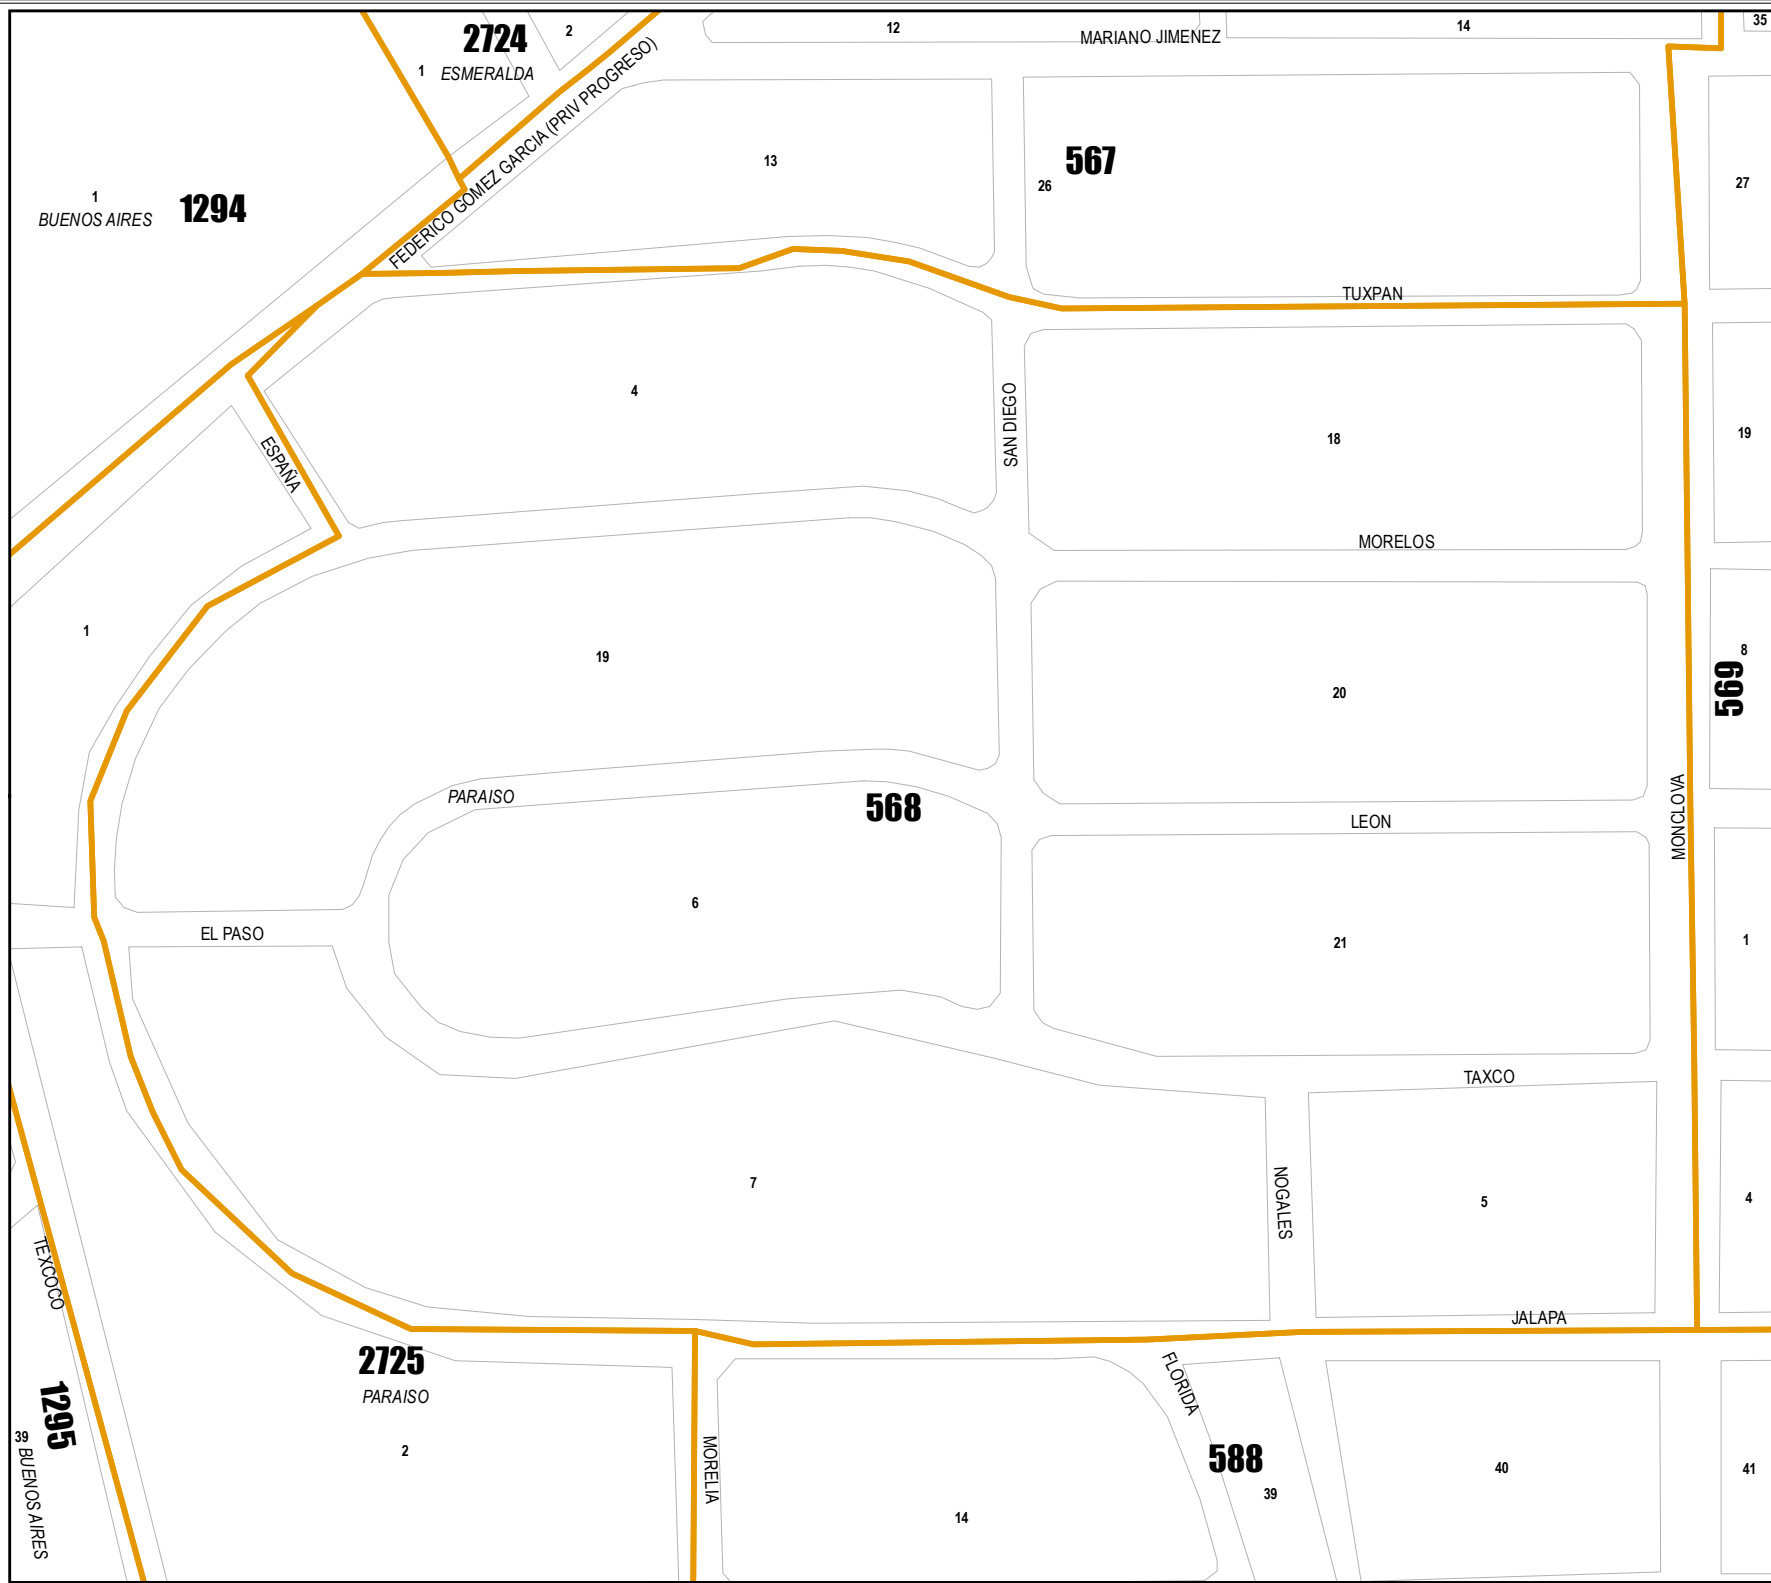 2724
ESMERALDA
1
2
12
MARIANO JIMENEZ
14
35
FEDERICO GOMEZ GARCIA (PRIV PROGRESO)
13
567
26
27
1
BUENOS AIRES
1294
TUXPAN
4
SAN DIEGO
18
19
ESPAÑA
MORELOS
1
19
20
8
569
PARAISO
568
LEON
MONCLOVA
6
EL PASO
21
1
TAXCO
7
NOGALES
5
4
TEXCOCO
JALAPA
2725
PARAISO
2
1295
39
BUENOS AIRES
MORELIA
14
FLORIDA
588
39
40
41